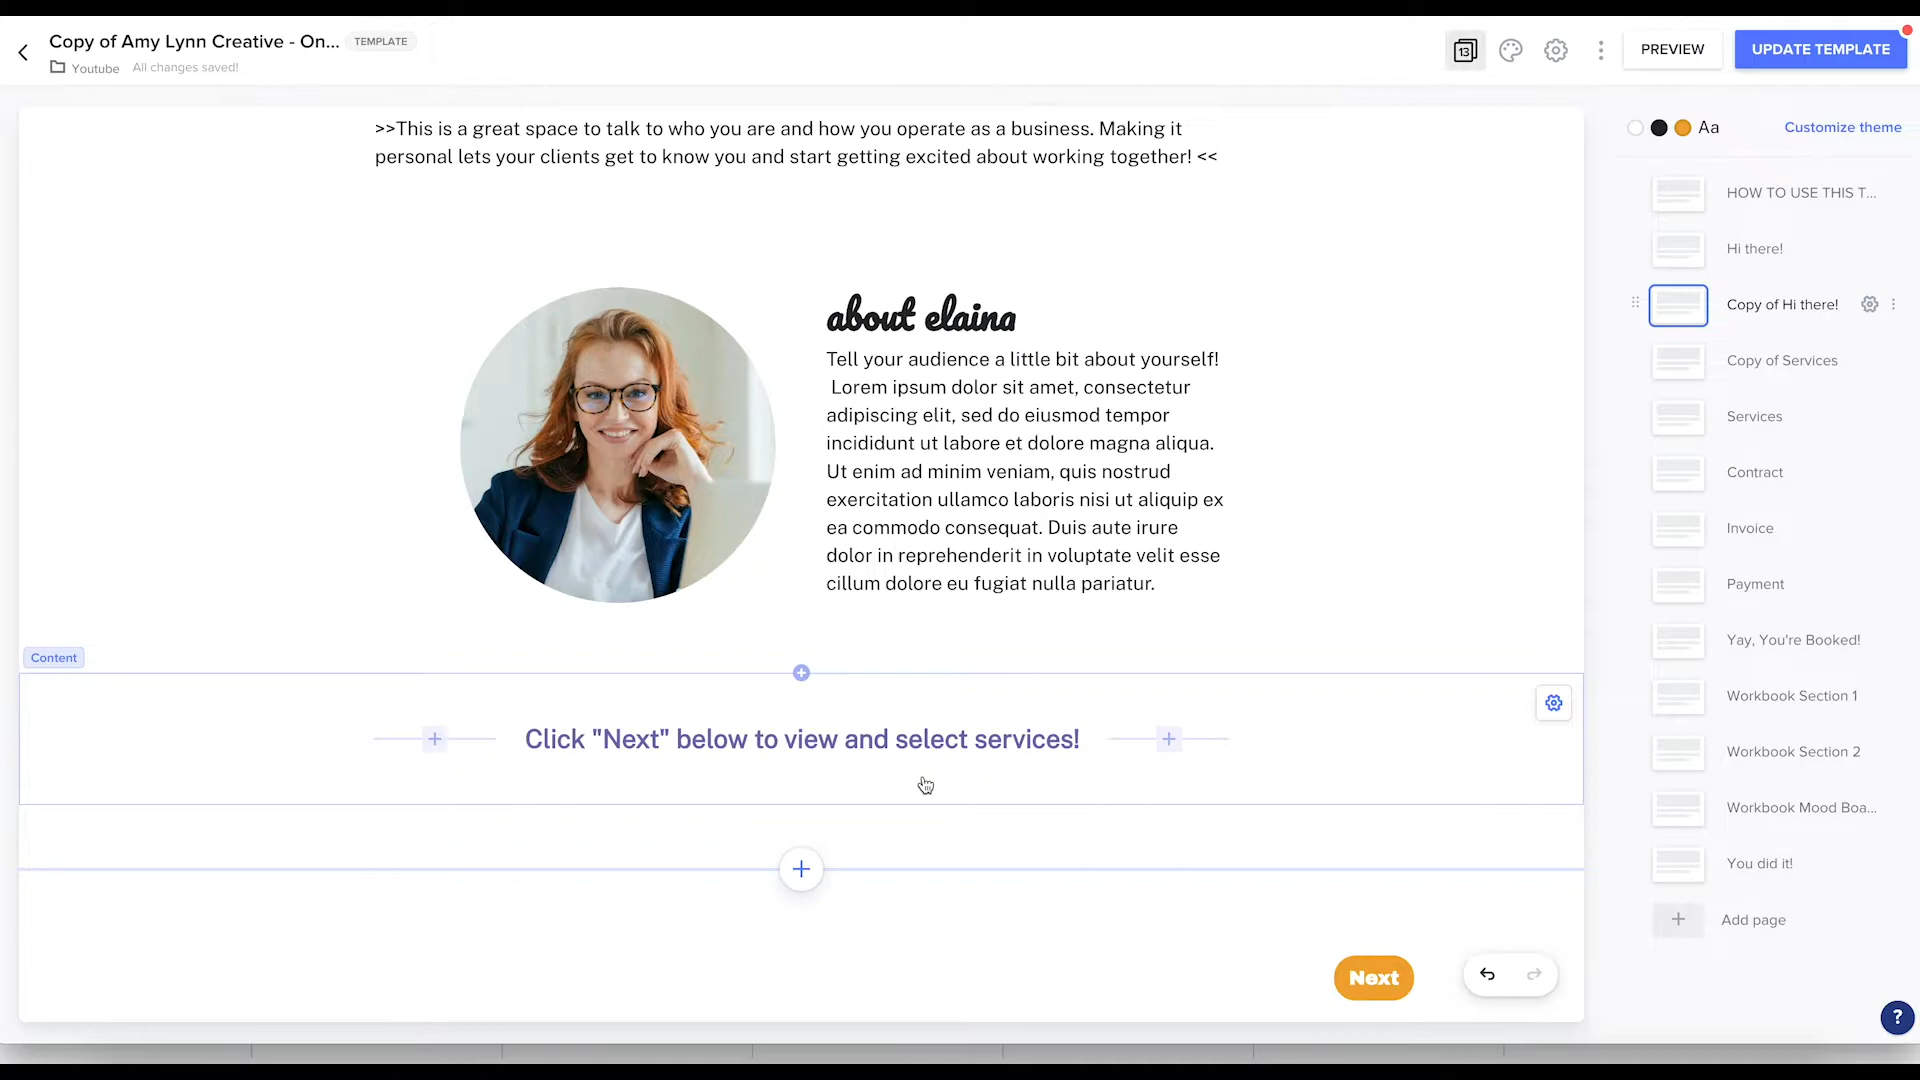 Copy of Amy Lynn Creative - On...
TEMPLATE
Youtube
All changes saved!
13
PREVIEW
UPDATE TEMPLATE
>>This is a great space to talk to who you are and how you operate as a business. Making it
personal lets your clients get to know you and start getting excited about working together! <<
about elaina
Tell your audience a little bit about yourself!
Lorem ipsum dolor sit amet, consectetur
adipiscing elit, sed do eiusmod tempor
incididunt ut labore et dolore magna aliqua.
Ut enim ad minim veniam, quis nostrud
exercitation ullamco laboris nisi ut aliquip ex
ea commodo consequat. Duis aute irure
dolor in reprehenderit in voluptate velit esse
cillum dolore eu fugiat nulla pariatur.
Content
Click "Next" below to view and select services!
Next
Aa
Customize theme
HOW TO USE THIS T...
Hi there!
Copy of Hi there!
Copy of Services
Services
Contract
Invoice
Payment
Yay, You're Booked!
Workbook Section 1
Workbook Section 2
Workbook Mood Boa...
You did it!
Add page
?